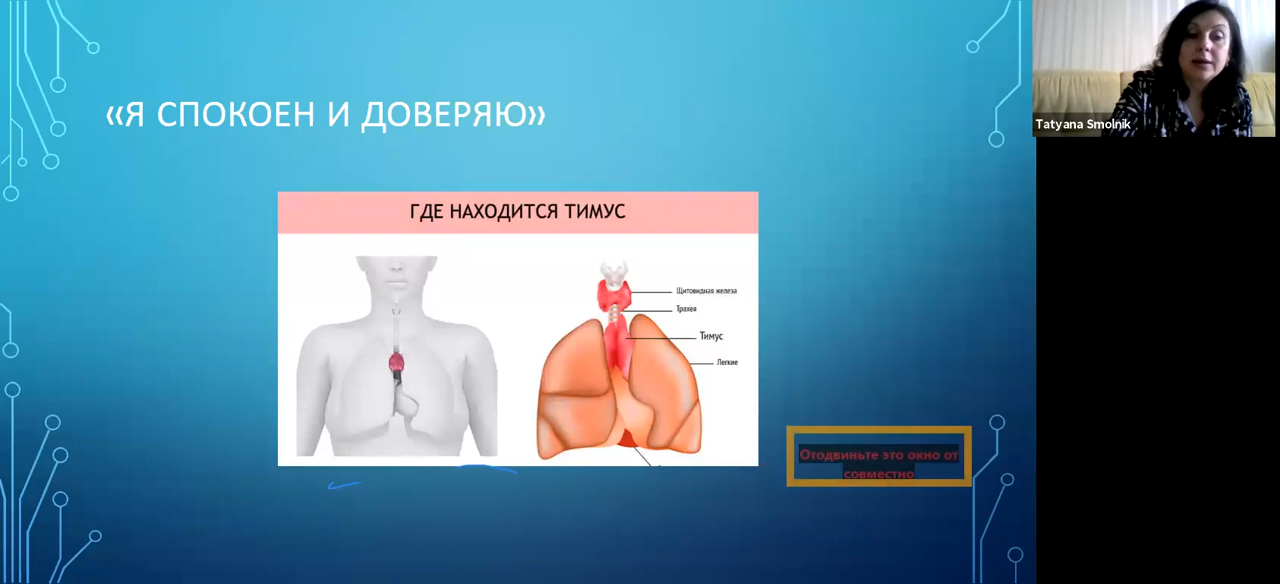 «Я СПОКОЕН И ДОВЕРЯЮ»
ГДЕ НАХОДИТСЯ ТИМУС
Щитовидная железа
Трахея
Тимус
Легкие
Отодвиньте это окно от
совместно
Tatyana Smolnik